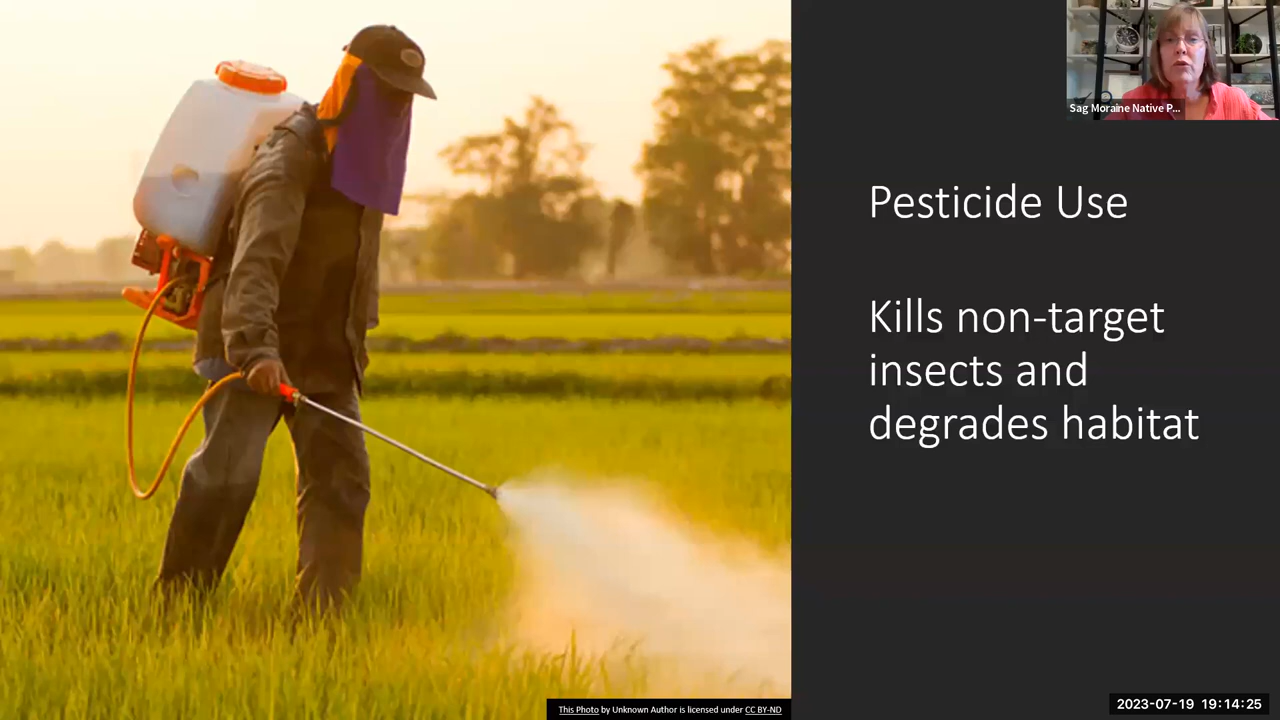 Sag Moraine Native P...
Pesticide Use
Kills non-target
insects and
degrades habitat
This Photo by Unknown Author is licensed under CC BY-ND
2023-07-19 19:14:25